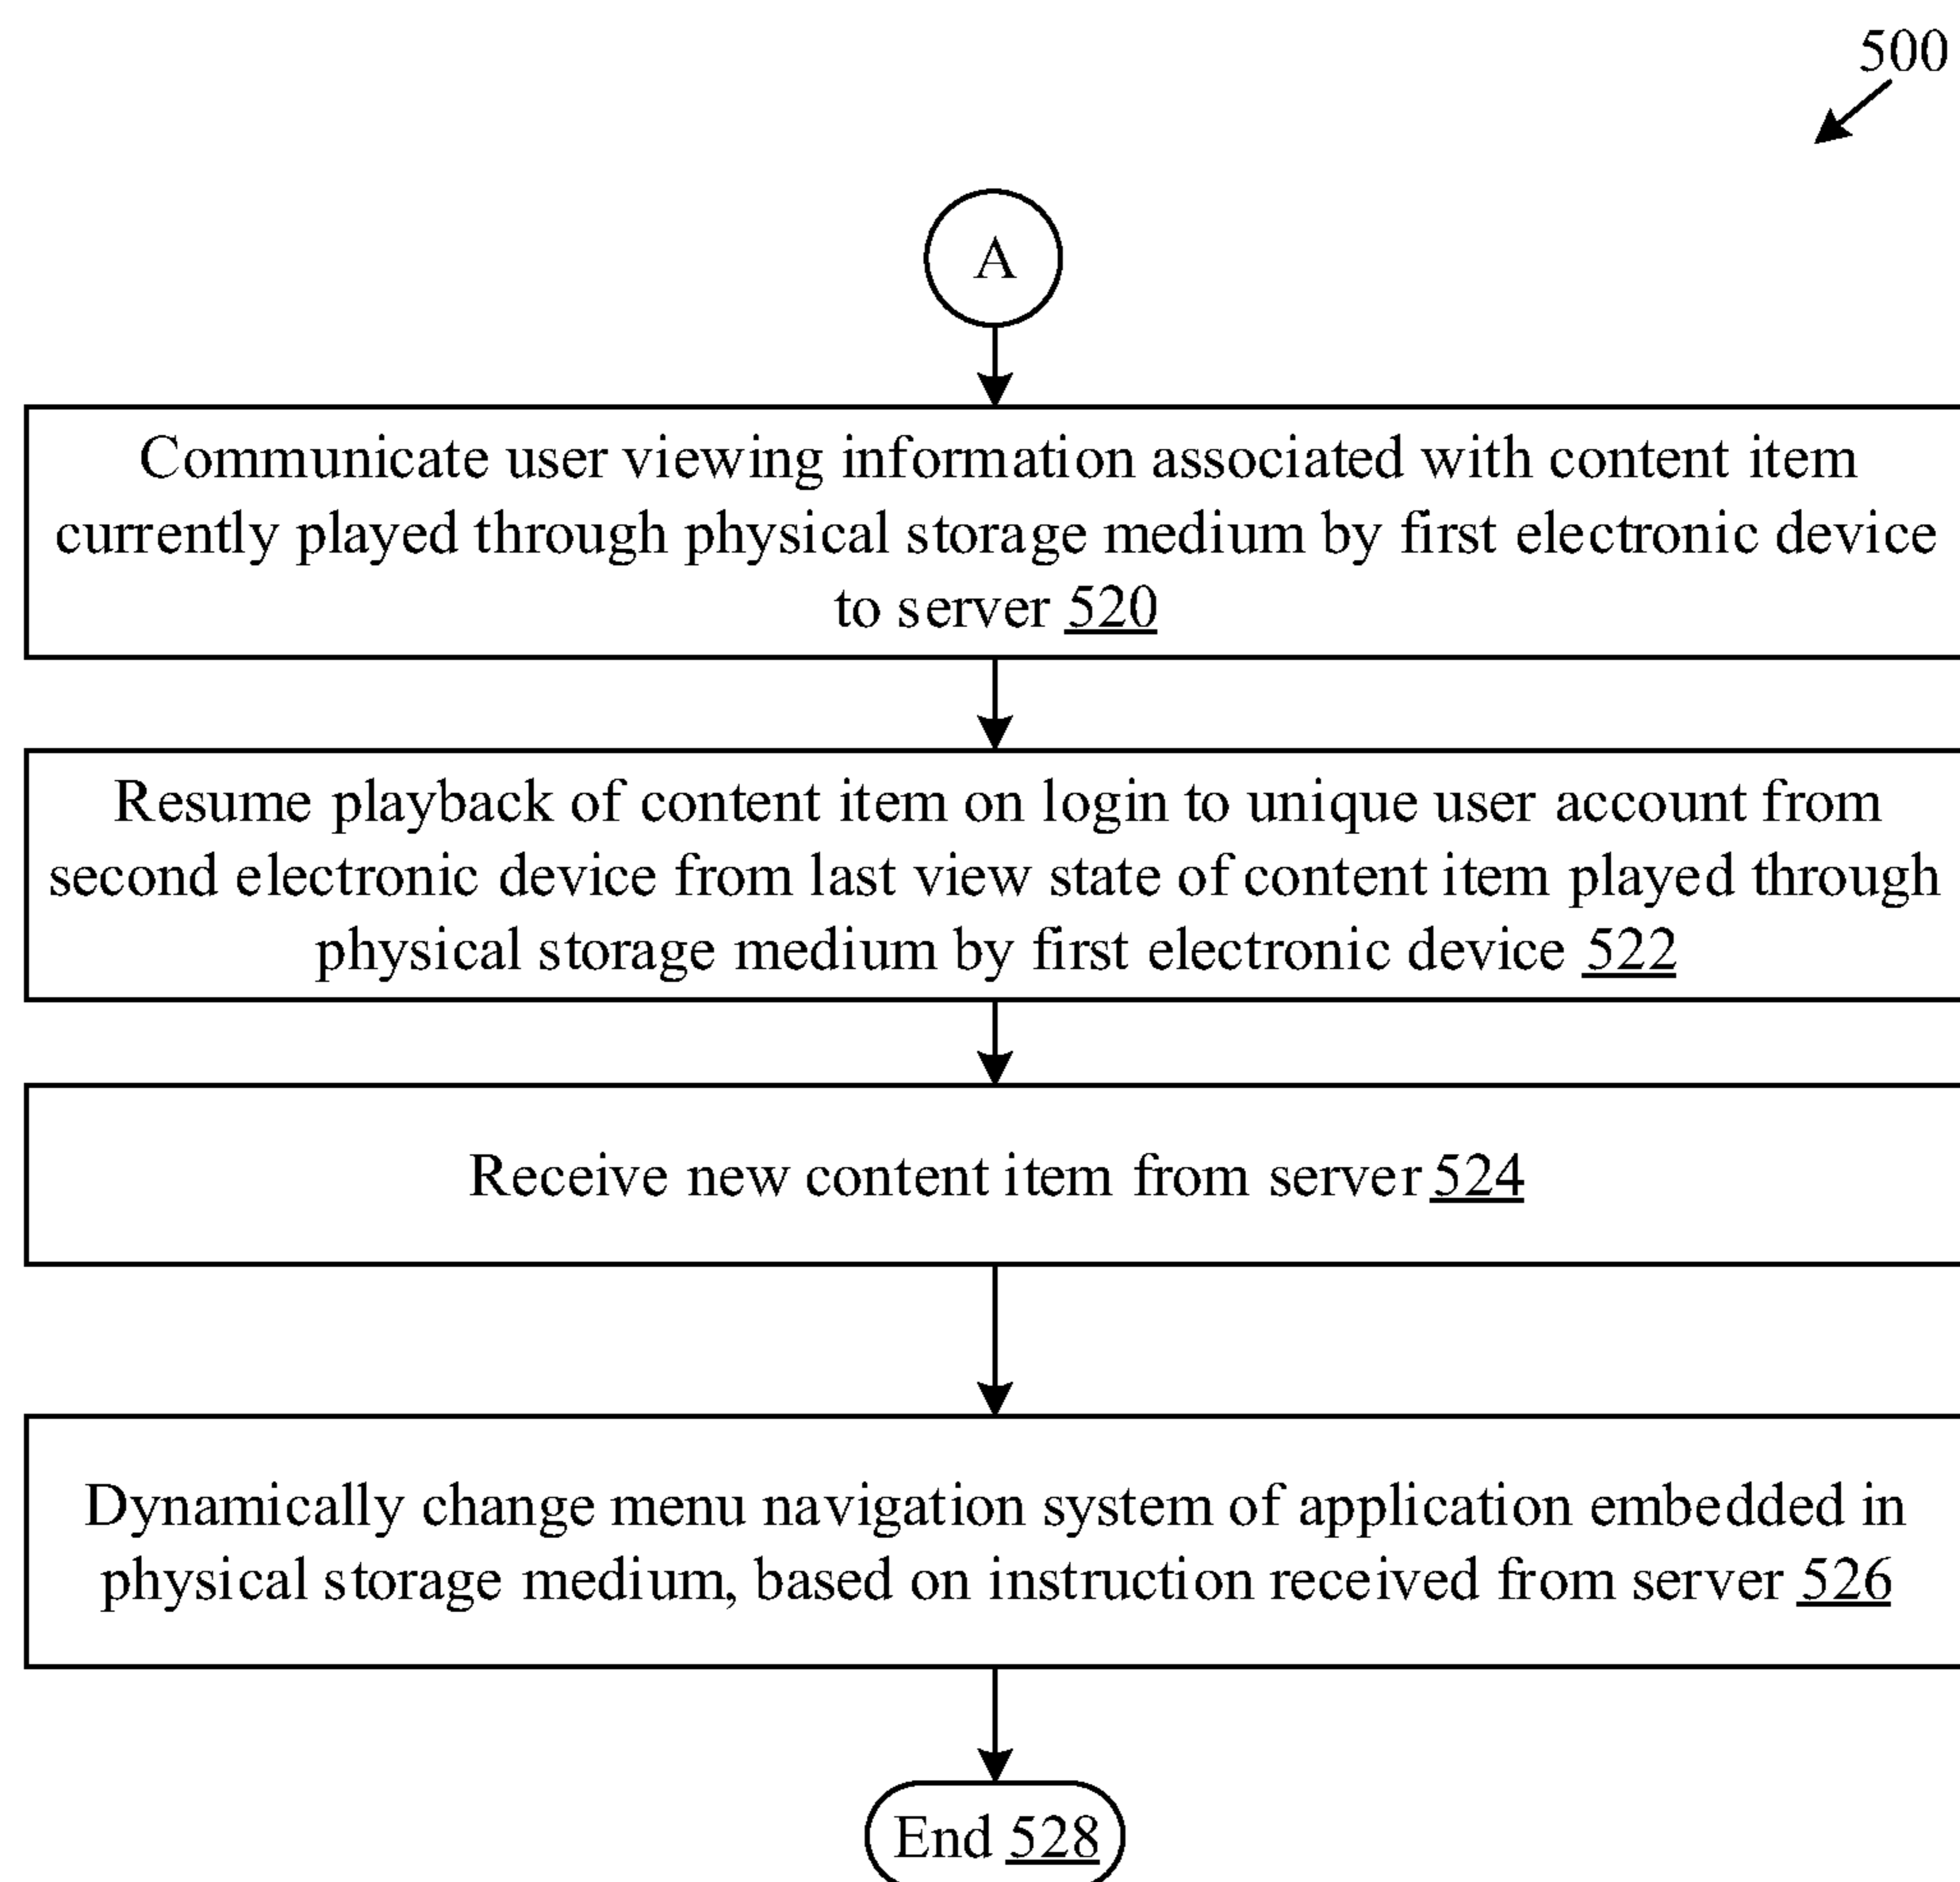 500
A
Communicate user viewing information associated with content item
currently played through physical storage medium by first electronic device
to server 520
Resume playback of content item on login to unique user account from
second electronic device from last view state of content item played through
physical storage medium by first electronic device 522
Receive new content item from server 524
Dynamically change menu navigation system of application embedded in
physical storage medium, based on instruction received from server 526
End 528